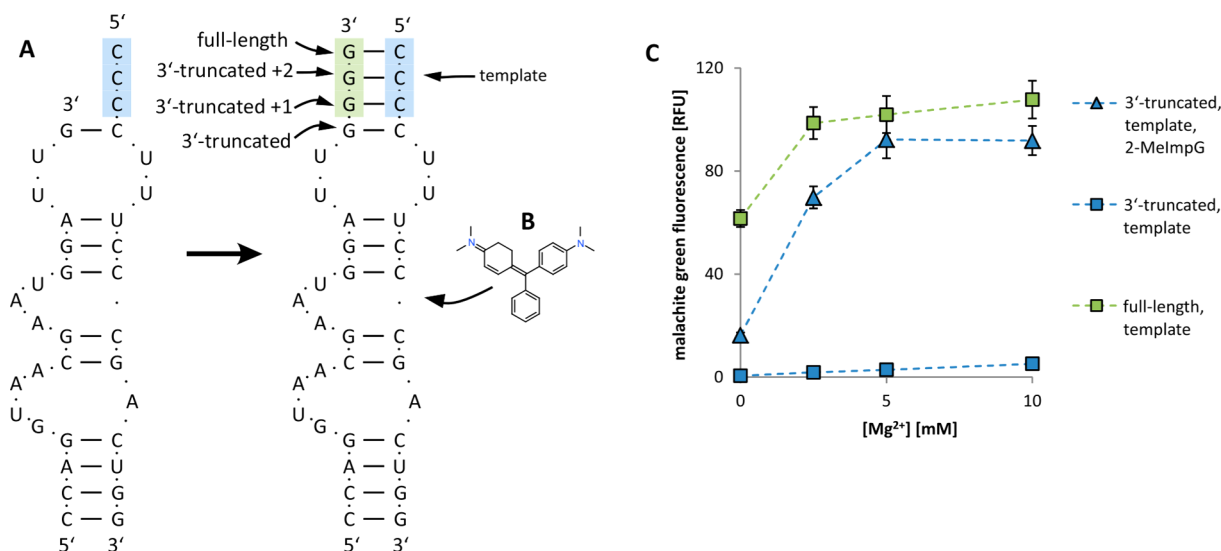 A
5‘
C
C
3‘ C
G C
U U
U U
A U
G C
G C
U
A
A
G C
C G
A
A
A
U
G
G C
A U
C G
C G
5‘ 3‘
3‘ 5‘
full-length G C
3‘-truncated +2 G C template
3‘-truncated +1 G C
3‘-truncated G C
U U
U U
A U
G C
G C
U
A
A
G C
C G
A
A
A
U
G
G C
A U
C G
C G
5‘ 3‘
B
N
N
C
malachite green fluorescence [RFU]
120
80
40
0
0 5 10
[Mg²⁺] [mM]
3‘-truncated,
template,
2-MeImpG
3‘-truncated,
template
full-length,
template